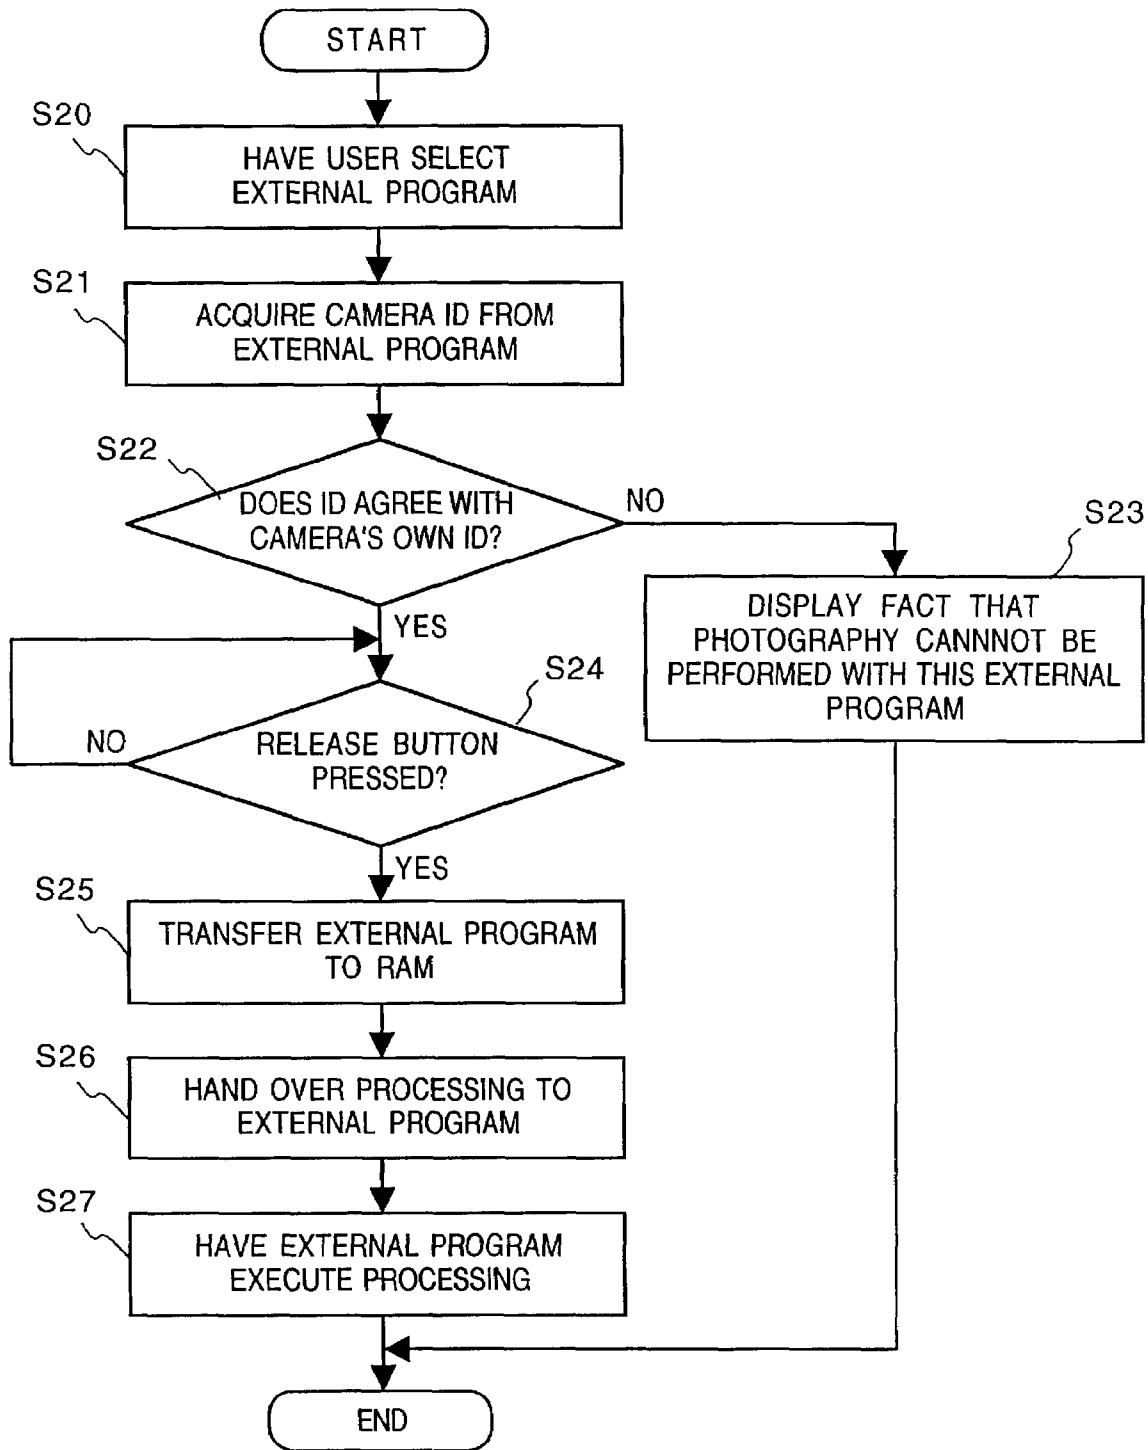 START
S20
HAVE USER SELECT
EXTERNAL PROGRAM
S21
ACQUIRE CAMERA ID FROM
EXTERNAL PROGRAM
S22
DOES ID AGREE WITH
CAMERA'S OWN ID?
NO
S23
DISPLAY FACT THAT
PHOTOGRAPHY CANNNOT BE
PERFORMED WITH THIS EXTERNAL
PROGRAM
YES
S24
RELEASE BUTTON
PRESSED?
NO
YES
S25
TRANSFER EXTERNAL PROGRAM
TO RAM
S26
HAND OVER PROCESSING TO
EXTERNAL PROGRAM
S27
HAVE EXTERNAL PROGRAM
EXECUTE PROCESSING
END